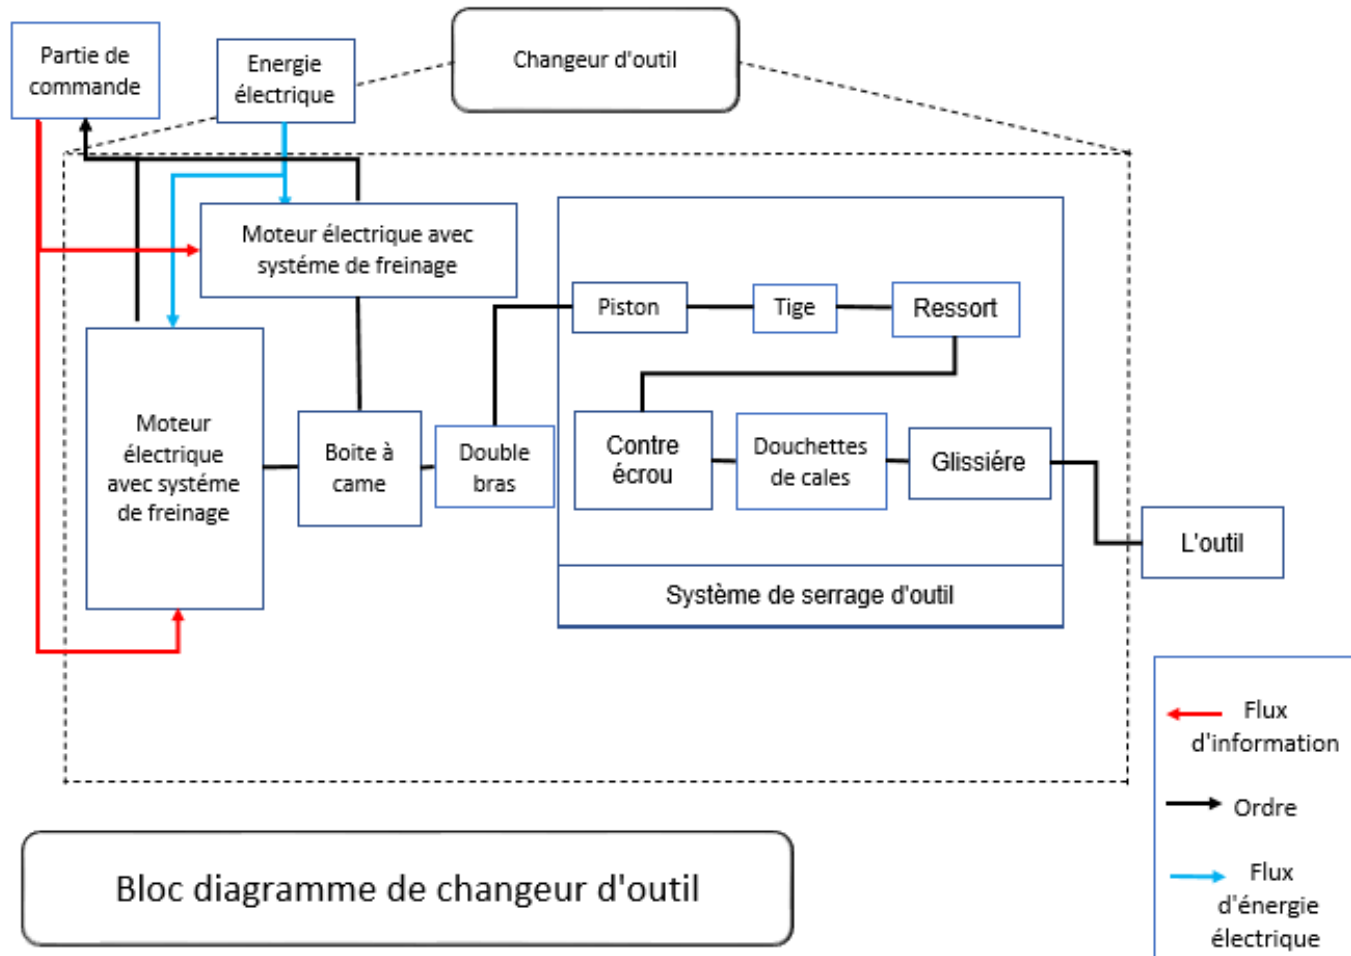 Partie de
commande
Energie
électrique
Changeur d'outil
Moteur électrique avec
systéme de freinage
Piston
Tige
Ressort
Moteur
électrique
avec systéme
de freinage
Boite à
came
Double
bras
Contre
écrou
Douchettes
de cales
Glissiére
L'outil
Système de serrage d'outil
Flux
d'information
Ordre
Flux
d'énergie
électrique
Bloc diagramme de changeur d'outil